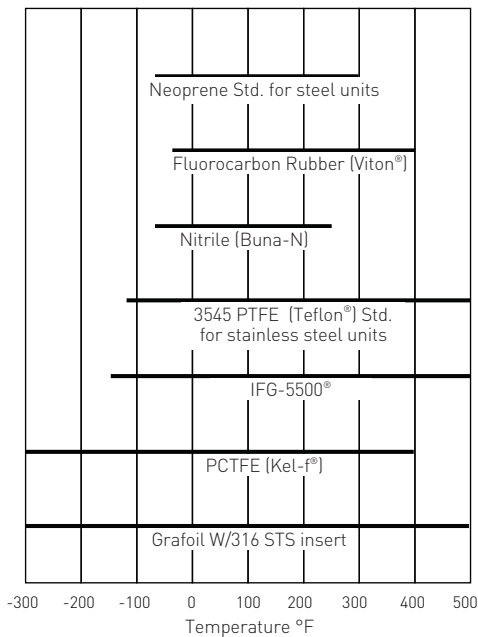 Neoprene Std. for steel units
Fluorocarbon Rubber (Viton®)
Nitrile (Buna-N)
3545 PTFE (Teflon®) Std.
for stainless steel units
IFG-5500®
PCTFE (Kel-f®)
Grafoil W/316 STS insert
-300 -200 -100 0 100 200 300 400 500
Temperature °F